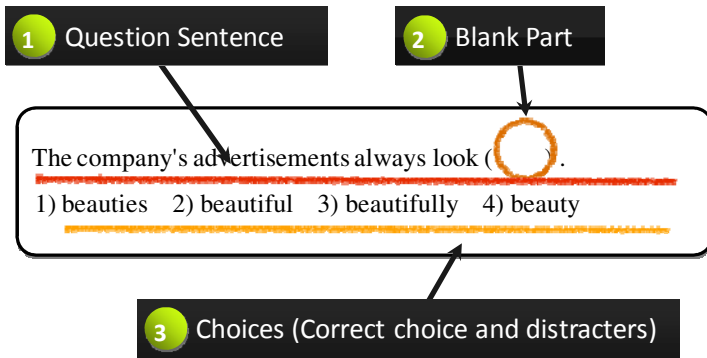 1 Question Sentence
2 Blank Part
The company's advertisements always look ( ) .
1) beauties 2) beautiful 3) beautifully 4) beauty
3 Choices (Correct choice and distracters)